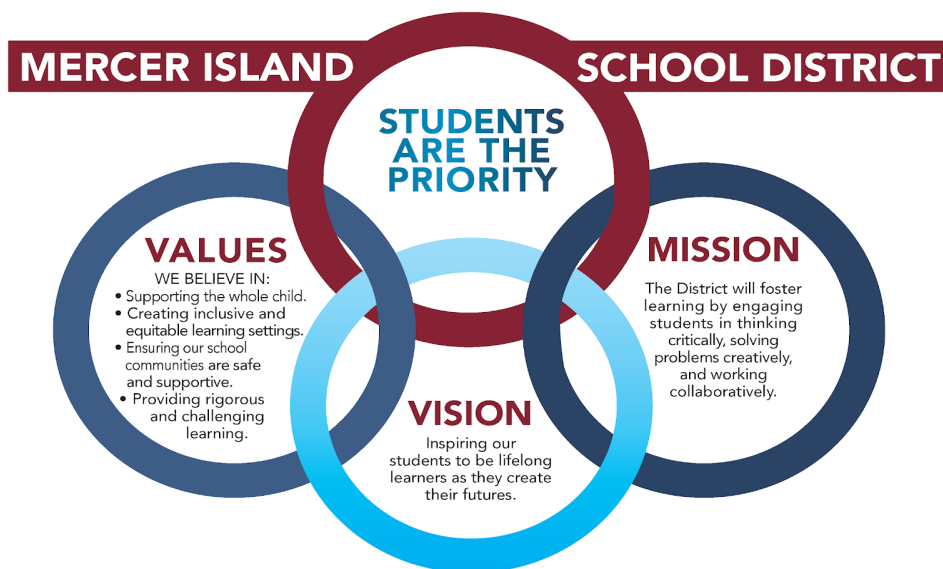 MERCER ISLAND SCHOOL DISTRICT
STUDENTS
ARE THE
PRIORITY
VALUES
WE BELIEVE IN:
• Supporting the whole child.
• Creating inclusive and
equitable learning settings.
• Ensuring our school
communities are safe
and supportive.
• Providing rigorous
and challenging
learning.
VISION
Inspiring our
students to be lifelong
learners as they create
their futures.
MISSION
The District will foster
learning by engaging
students in thinking
critically, solving
problems creatively,
and working
collaboratively.